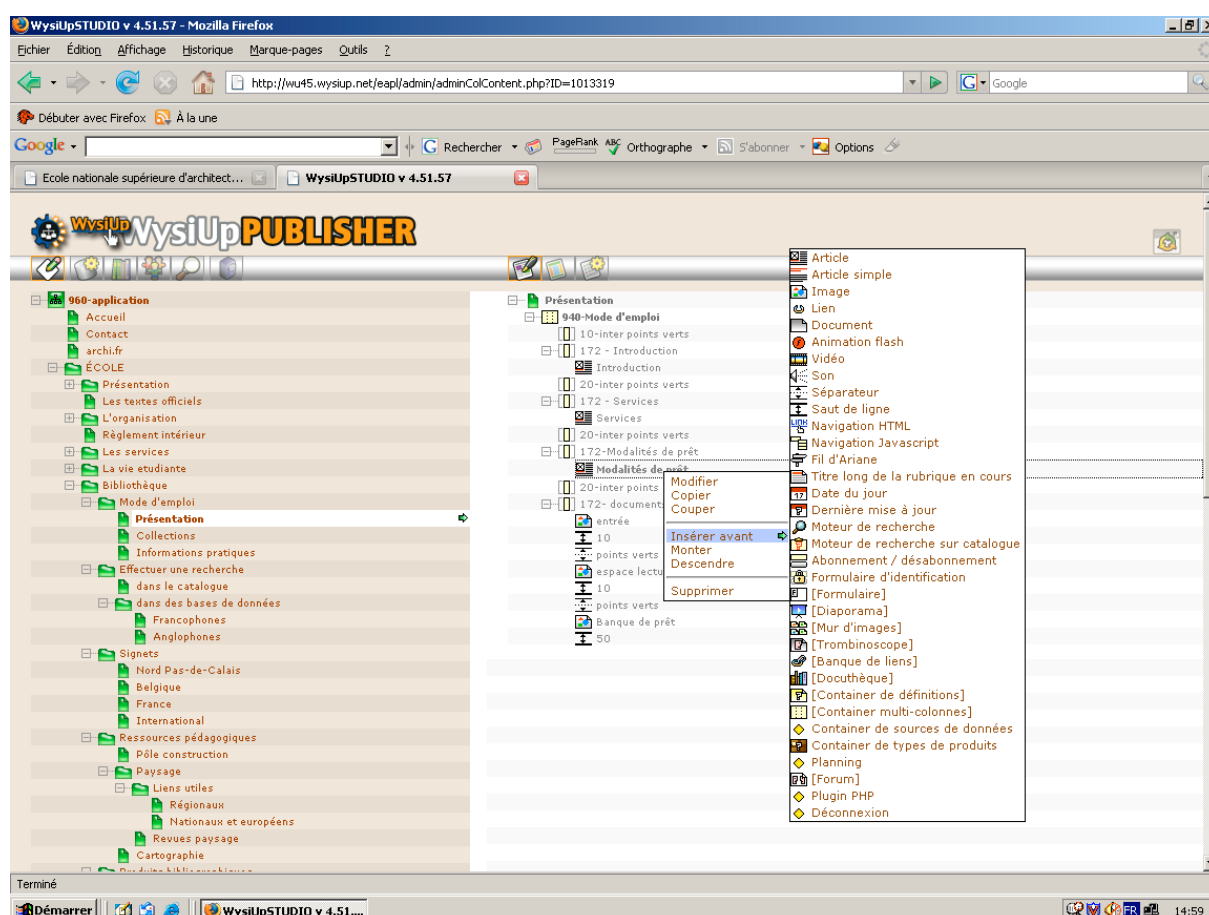 WysiUpSTUDIO v 4.51.57 - Mozilla Firefox
Fichier Édition Affichage Historique Marque-pages Outils ?
http://wu45.wysiup.net/eapl/admin/adminColContent.php?ID=1013319
G Google
Débuter avec Firefox À la une
Google G Rechercher PageRank ABC Orthographe S'abonner Options
Ecole nationale supérieure d'architect... WysiUpSTUDIO v 4.51.57
WysiUp WysiUpPUBLISHER
960-application
Accueil
Contact
archi.fr
ÉCOLE
Présentation
Les textes officiels
L'organisation
Règlement intérieur
Les services
La vie etudiante
Bibliothèque
Mode d'emploi
Présentation
Collections
Informations pratiques
Effectuer une recherche
dans le catalogue
dans des bases de données
Francophones
Anglophones
Signets
Nord Pas-de-Calais
Belgique
France
International
Ressources pédagogiques
Pôle construction
Paysage
Liens utiles
Régionaux
Nationaux et européens
Revues paysage
Cartographie
Présentation
940-Mode d'emploi
10-inter points verts
172 - Introduction
Introduction
20-inter points verts
172 - Services
Services
20-inter points verts
172-Modalités de prêt
Modalités de prêt
20-inter points
172- document
entrée
10
points verts
espace lectu
10
points verts
Banque de prêt
50
Modifier
Copier
Couper
Insérer avant
Monter
Descendre
Supprimer
Article
Article simple
Image
Lien
Document
Animation flash
Vidéo
Son
Séparateur
Saut de ligne
Navigation HTML
Navigation Javascript
Fil d'Ariane
Titre long de la rubrique en cours
Date du jour
Dernière mise à jour
Moteur de recherche
Moteur de recherche sur catalogue
Abonnement / désabonnement
Formulaire d'identification
[Formulaire]
[Diaporama]
[Mur d'images]
[Trombinoscope]
[Banque de liens]
[Docuthèque]
[Container de définitions]
[Container multi-colonnes]
Container de sources de données
Container de types de produits
Planning
[Forum]
Plugin PHP
Déconnexion
Terminé
Démarrer WysiUpSTUDIO v 4.51.... FR 14:59